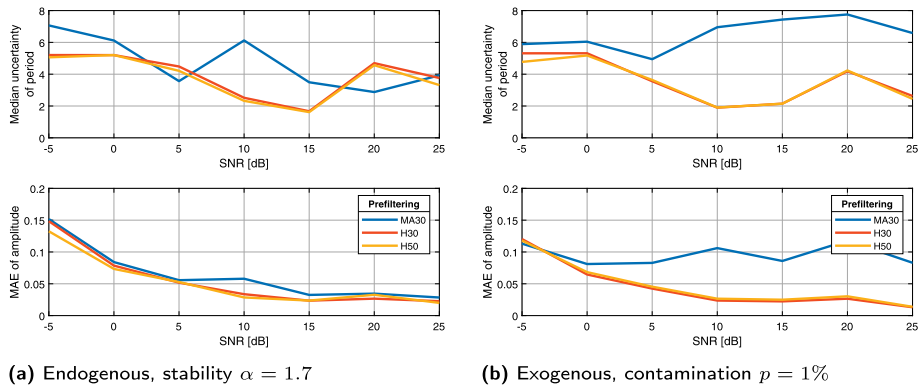 Median uncertainty
of period
8
6
4
2
0
-5 0 5 10 15 20 25
SNR [dB]
MAE of amplitude
0.2
0.15
0.1
0.05
0
-5 0 5 10 15 20 25
SNR [dB]
Prefiltering
MA30
H30
H50
(a) Endogenous, stability α = 1.7
Median uncertainty
of period
8
6
4
2
0
-5 0 5 10 15 20 25
SNR [dB]
MAE of amplitude
0.2
0.15
0.1
0.05
0
-5 0 5 10 15 20 25
SNR [dB]
Prefiltering
MA30
H30
H50
(b) Exogenous, contamination p = 1%